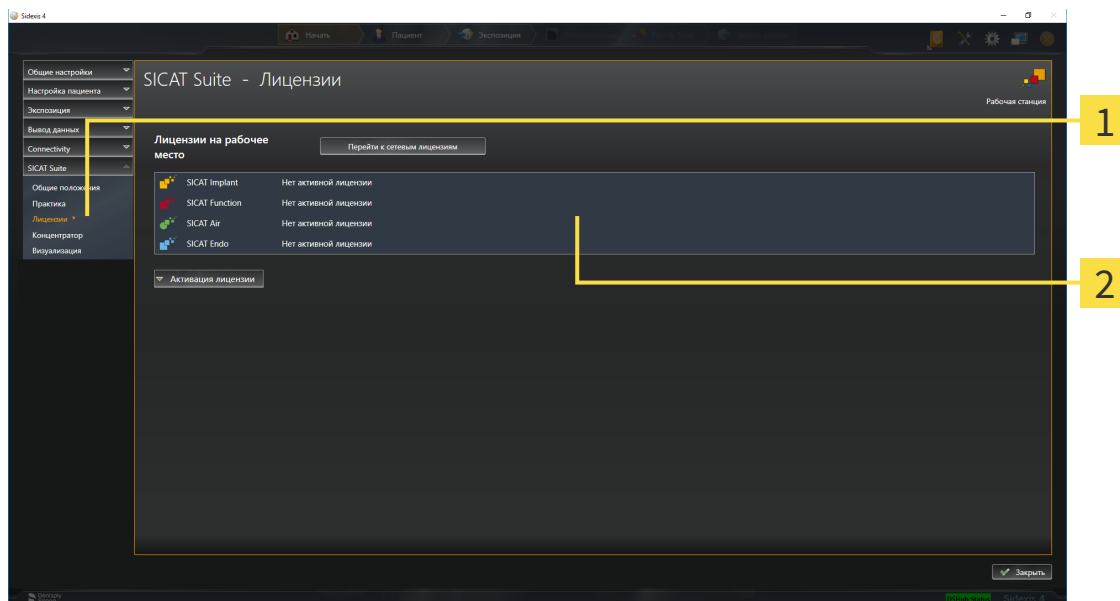 Sidexis 4
Начать
Пациент
Экспозиция
Общие настройки
Настройка пациента
Экспозиция
Вывод данных
Connectivity
SICAT Suite
Общие положения
Практика
Лицензии *
Концентратор
Визуализация
SICAT Suite - Лицензии
Рабочая станция
Лицензии на рабочее
место
Перейти к сетевым лицензиям
SICAT Implant Нет активной лицензии
SICAT Function Нет активной лицензии
SICAT Air Нет активной лицензии
SICAT Endo Нет активной лицензии
Активация лицензии
1
2
Закрыть
Dentsply
Sirona
Sidexis 4